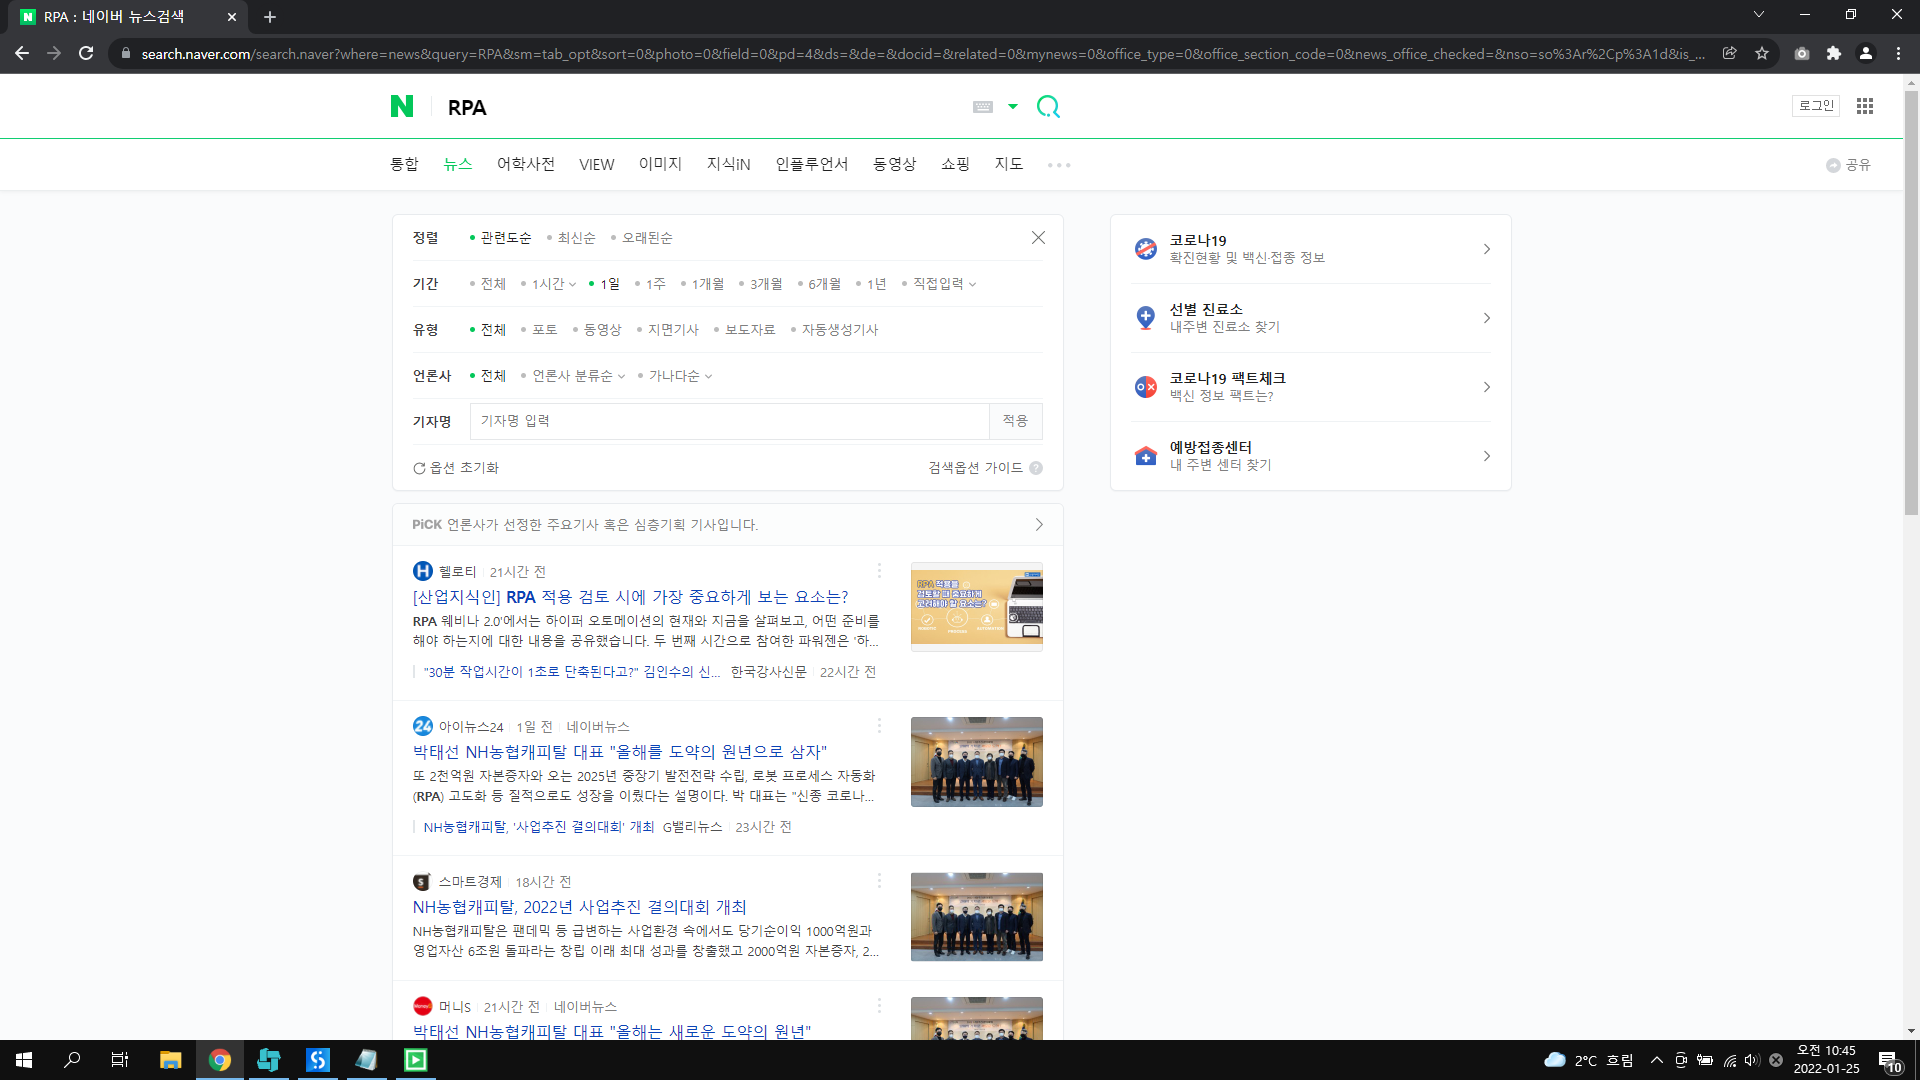 RPA : 네이버 뉴스검색
search.naver.com/search.naver?where=news&query=RPA&sm=tab_opt&sort=0&photo=0&field=0&pd=4&ds=&de=&docid=&related=0&mynews=0&office_type=0&office_section_code=0&news_office_checked=&nso=so%3Ar%2Cp%3A1d&is_...
N RPA 로그인
통합 뉴스 어학사전 VIEW 이미지 지식iN 인플루언서 동영상 쇼핑 지도 공유
정렬 관련도순 최신순 오래된순
기간 전체 1시간 1일 1주 1개월 3개월 6개월 1년 직접입력
유형 전체 포토 동영상 지면기사 보도자료 자동생성기사
언론사 전체 언론사 분류순 가나다순
기자명 기자명 입력 적용
옵션 초기화 검색옵션 가이드 ?
코로나19
확진현황 및 백신·접종 정보
선별 진료소
내주변 진료소 찾기
코로나19 팩트체크
백신 정보 팩트는?
예방접종센터
내 주변 센터 찾기
PiCK 언론사가 선정한 주요기사 혹은 심층기획 기사입니다.
헬로티 21시간 전
[산업지식인] RPA 적용 검토 시에 가장 중요하게 보는 요소는?
RPA 웨비나 2.0'에서는 하이퍼 오토메이션의 현재와 지금을 살펴보고, 어떤 준비를
해야 하는지에 대한 내용을 공유했습니다. 두 번째 시간으로 참여한 파워젠은 '하...
"30분 작업시간이 1초로 단축된다고?" 김인수의 신... 한국강사신문 22시간 전
RPA 적용을
검토할 때 중요하게
고려해야 할 요소는?
24 아이뉴스24 1일 전 네이버뉴스
박태선 NH농협캐피탈 대표 "올해를 도약의 원년으로 삼자"
또 2천억원 자본증자와 오는 2025년 중장기 발전전략 수립, 로봇 프로세스 자동화
(RPA) 고도화 등 질적으로도 성장을 이뤘다는 설명이다. 박 대표는 "신종 코로나...
NH농협캐피탈, '사업추진 결의대회' 개최 G밸리뉴스 23시간 전
스마트경제 18시간 전
NH농협캐피탈, 2022년 사업추진 결의대회 개최
NH농협캐피탈은 팬데믹 등 급변하는 사업환경 속에서도 당기순이익 1000억원과
영업자산 6조원 돌파라는 창립 이래 최대 성과를 창출했고 2000억원 자본증자, 2...
머니S 21시간 전 네이버뉴스
박태선 NH농협캐피탈 대표 "올해는 새로운 도약의 원년"
2°C 흐림
오전 10:45
2022-01-25
10